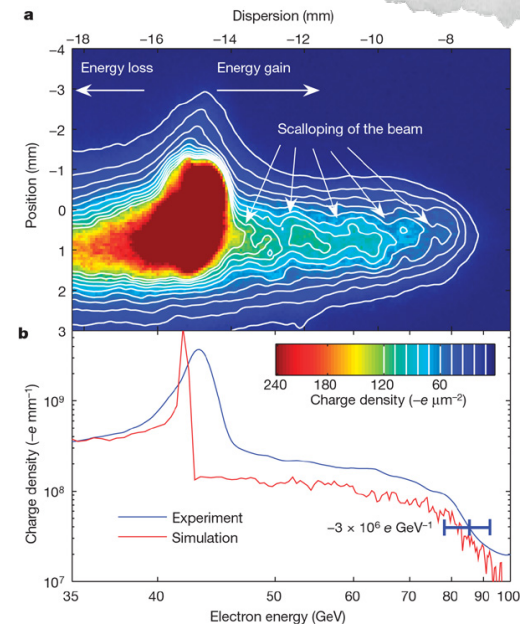 Dispersion (mm)
a
−18 −16 −14 −12 −10 −9 −8
−4
Energy loss
Energy gain
−3
−2
Scalloping of the beam
−1
Position (mm)
0
1
2
b
3
10⁹
240 180 120 60
Charge density (−e µm⁻²)
Charge density (−e mm⁻¹)
10⁸
Experiment
Simulation
−3 × 10⁶ e GeV⁻¹
10⁷
35 40 50 60 70 80 90 100
Electron energy (GeV)